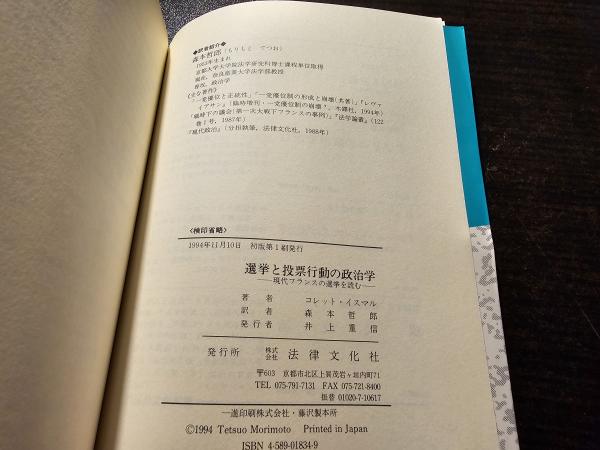 ◆訳者紹介◆
森本哲郎(もりもと てつお)
1953年生まれ
京都大学大学院法学研究科博士課程単位取得
現在、奈良産業大学法学部教授
専攻、政治学
《主な著作》
「一党優位と正統性」「一党優位制の形成と崩壊(共著)」『レヴァ
イアサン』「臨時増刊・一党優位制の崩壊?」木鐸社、1994年)
「戦時下の議会(第一次大戦下フランスの事例)」『法学論叢』(122
巻1号、1987年)
『現代政治』(分担執筆、法律文化社、1988年)
〈検印省略〉
1994年11月10日 初版第1刷発行
選挙と投票行動の政治学
——現代フランスの選挙を読む——
著者 コレット・イスマル
訳者 森本哲郎
発行者 井上重信
発行所 株式会社 法律文化社
〒603 京都市北区上賀茂岩ヶ垣内町71
TEL 075-791-7131 FAX 075-721-8400
振替 01060-1-10617
一進印刷株式会社・藤沢製本所
©1994 Tetsuo Morimoto Printed in Japan
ISBN 4-589-01834-9